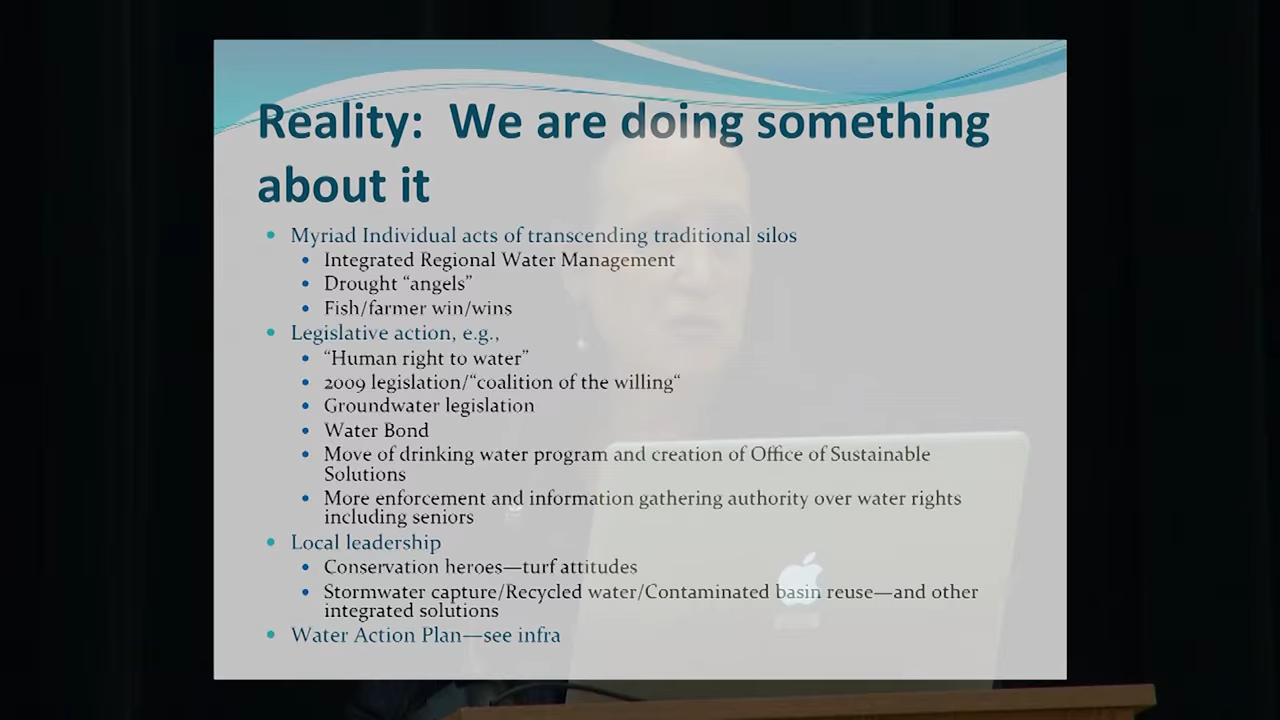 Reality:  We are doing something
about it
• Myriad Individual acts of transcending traditional silos
• Integrated Regional Water Management
• Drought “angels”
• Fish/farmer win/wins
• Legislative action, e.g.,
• “Human right to water”
• 2009 legislation/“coalition of the willing“
• Groundwater legislation
• Water Bond
• Move of drinking water program and creation of Office of Sustainable
Solutions
• More enforcement and information gathering authority over water rights
including seniors
• Local leadership
• Conservation heroes—turf attitudes
• Stormwater capture/Recycled water/Contaminated basin reuse—and other
integrated solutions
• Water Action Plan—see infra